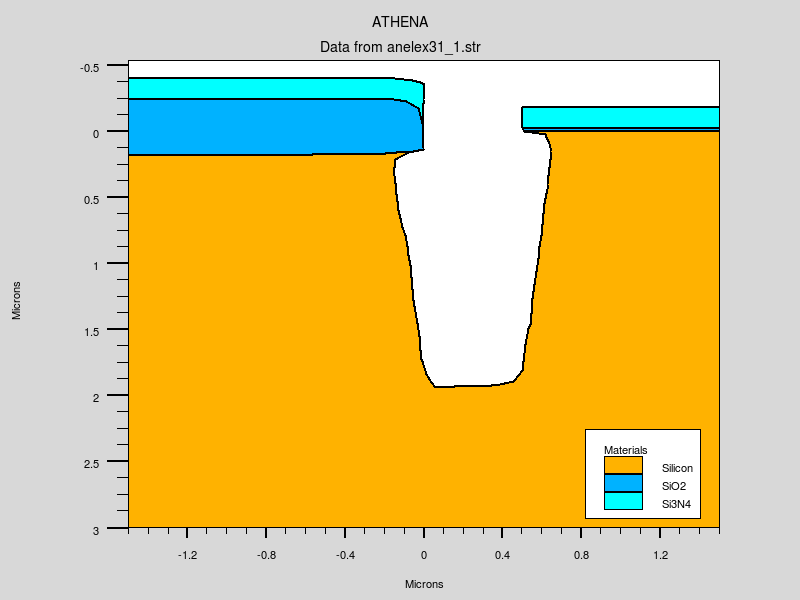 ATHENA
Data from anelex31_1.str
-0.5
0
0.5
1
1.5
2
2.5
3
Microns
Materials
Silicon
SiO2
Si3N4
-1.2
-0.8
-0.4
0
0.4
0.8
1.2
Microns